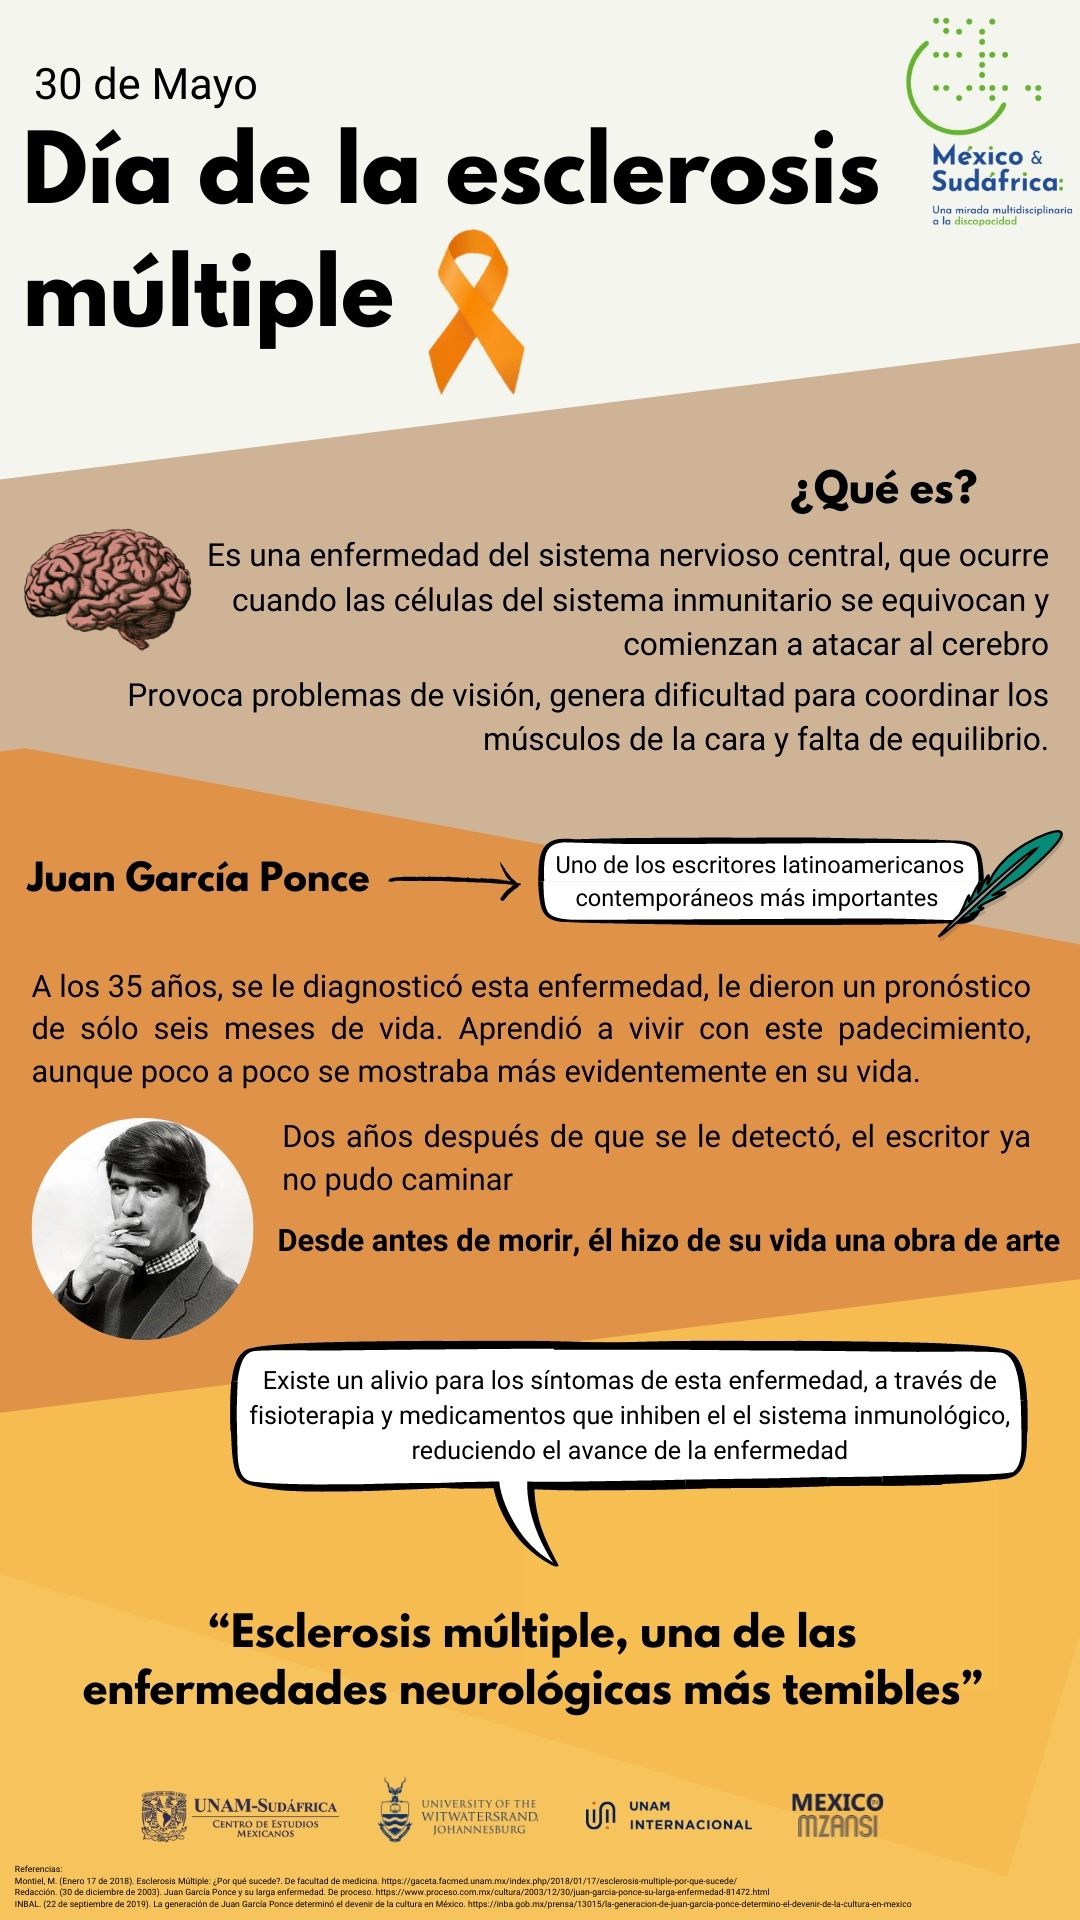 30 de Mayo
Día de la esclerosis
múltiple
México &
Sudáfrica:
Una mirada multidisciplinaria
a la discapacidad
¿Qué es?
Es una enfermedad del sistema nervioso central, que ocurre
cuando las células del sistema inmunitario se equivocan y
comienzan a atacar al cerebro
Provoca problemas de visión, genera dificultad para coordinar los
músculos de la cara y falta de equilibrio.
Juan García Ponce
Uno de los escritores latinoamericanos
contemporáneos más importantes
A los 35 años, se le diagnosticó esta enfermedad, le dieron un pronóstico
de sólo seis meses de vida. Aprendió a vivir con este padecimiento,
aunque poco a poco se mostraba más evidentemente en su vida.
Dos años después de que se le detectó, el escritor ya
no pudo caminar
Desde antes de morir, él hizo de su vida una obra de arte
Existe un alivio para los síntomas de esta enfermedad, a través de
fisioterapia y medicamentos que inhiben el el sistema inmunológico,
reduciendo el avance de la enfermedad
“Esclerosis múltiple, una de las
enfermedades neurológicas más temibles”
UNAM-SUDÁFRICA
CENTRO DE ESTUDIOS
MEXICANOS
UNIVERSITY OF THE
WITWATERSRAND,
JOHANNESBURG
UNAM
INTERNACIONAL
MEXICO
MZANSI
Referencias:
Montiel, M. (Enero 17 de 2018). Esclerosis Múltiple: ¿Por qué sucede?. De facultad de medicina. https://gaceta.facmed.unam.mx/index.php/2018/01/17/esclerosis-multiple-por-que-sucede/
Redacción. (30 de diciembre de 2003). Juan García Ponce y su larga enfermedad. De proceso. https://www.proceso.com.mx/cultura/2003/12/30/juan-garcia-ponce-su-larga-enfermedad-81472.html
INBAL. (22 de septiembre de 2019). La generación de Juan García Ponce determinó el devenir de la cultura en México. https://inba.gob.mx/prensa/13015/la-generacion-de-juan-garcia-ponce-determino-el-devenir-de-la-cultura-en-mexico